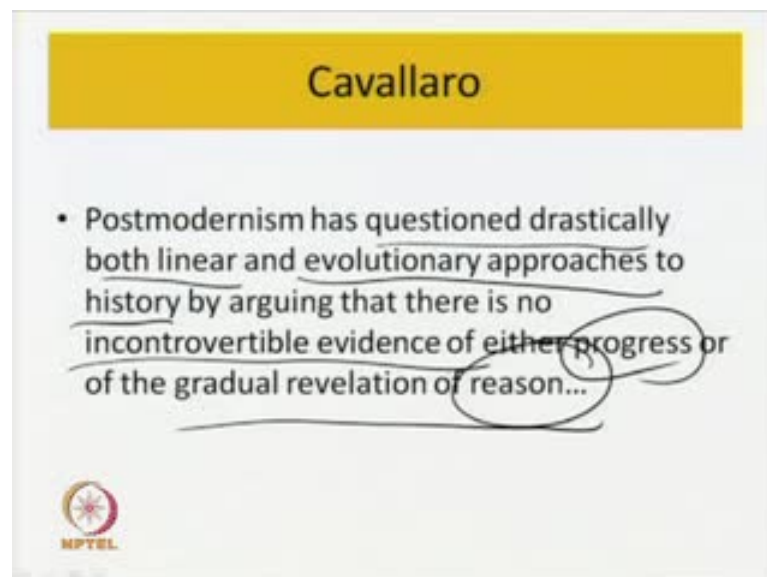 Cavallaro
• Postmodernism has questioned drastically
both linear and evolutionary approaches to
history by arguing that there is no
incontrovertible evidence of either progress or
of the gradual revelation of reason...
NPTEL